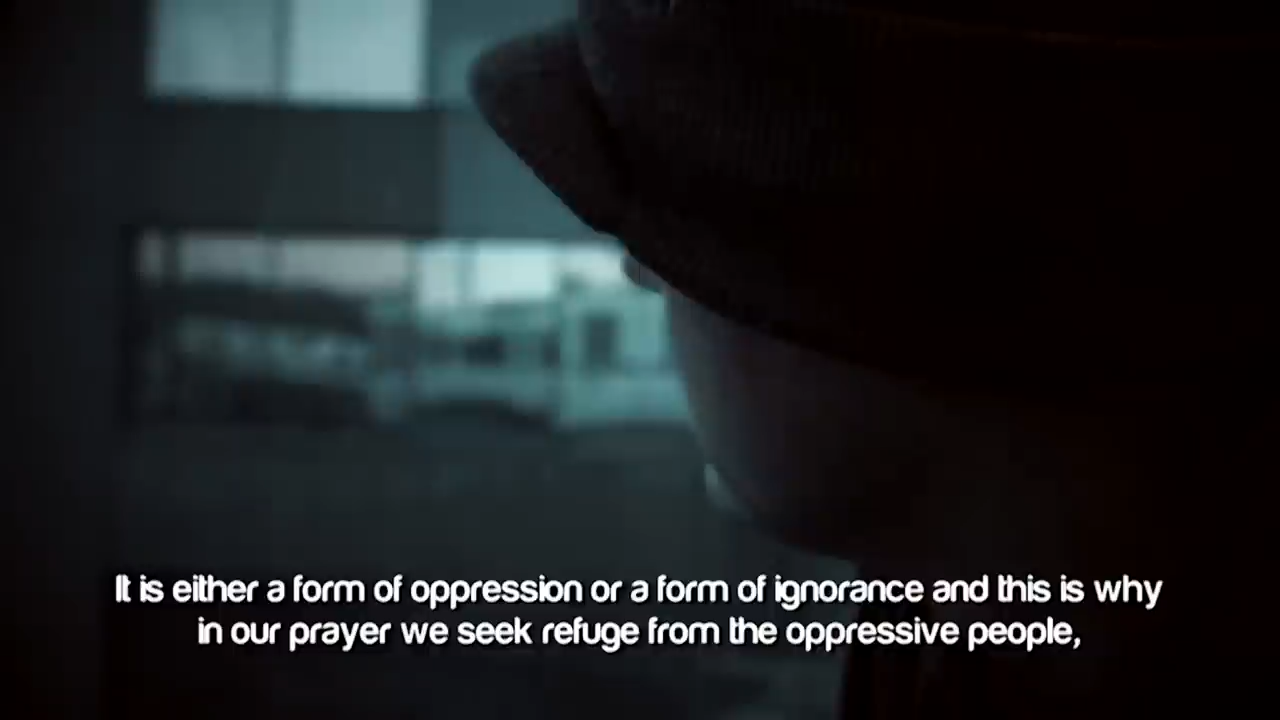 It is either a form of oppression or a form of ignorance and this is why
in our prayer we seek refuge from the oppressive people,